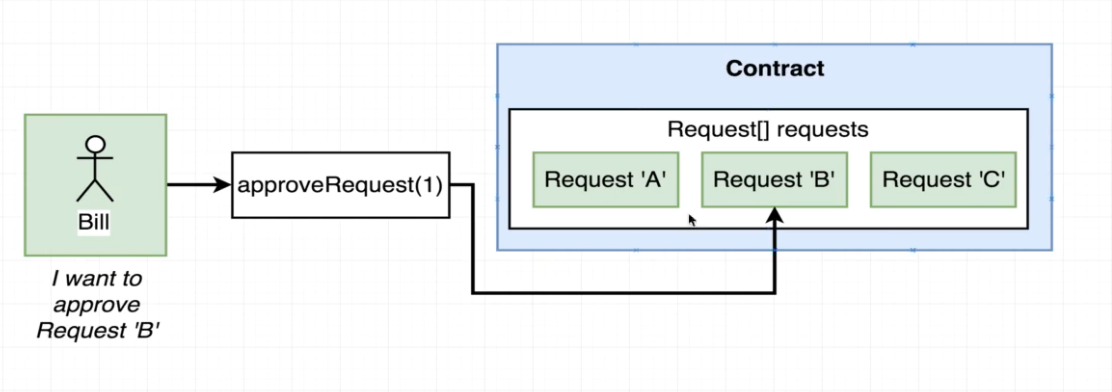 Contract
Request[] requests
Request 'A'
Request 'B'
Request 'C'
approveRequest(1)
Bill
I want to
approve
Request 'B'